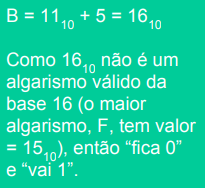 B = 11₁₀ + 5 = 16₁₀
Como 16₁₀ não é um
algarismo válido da
base 16 (o maior
algarismo, F, tem valor
= 15₁₀), então “fica 0”
e “vai 1”.